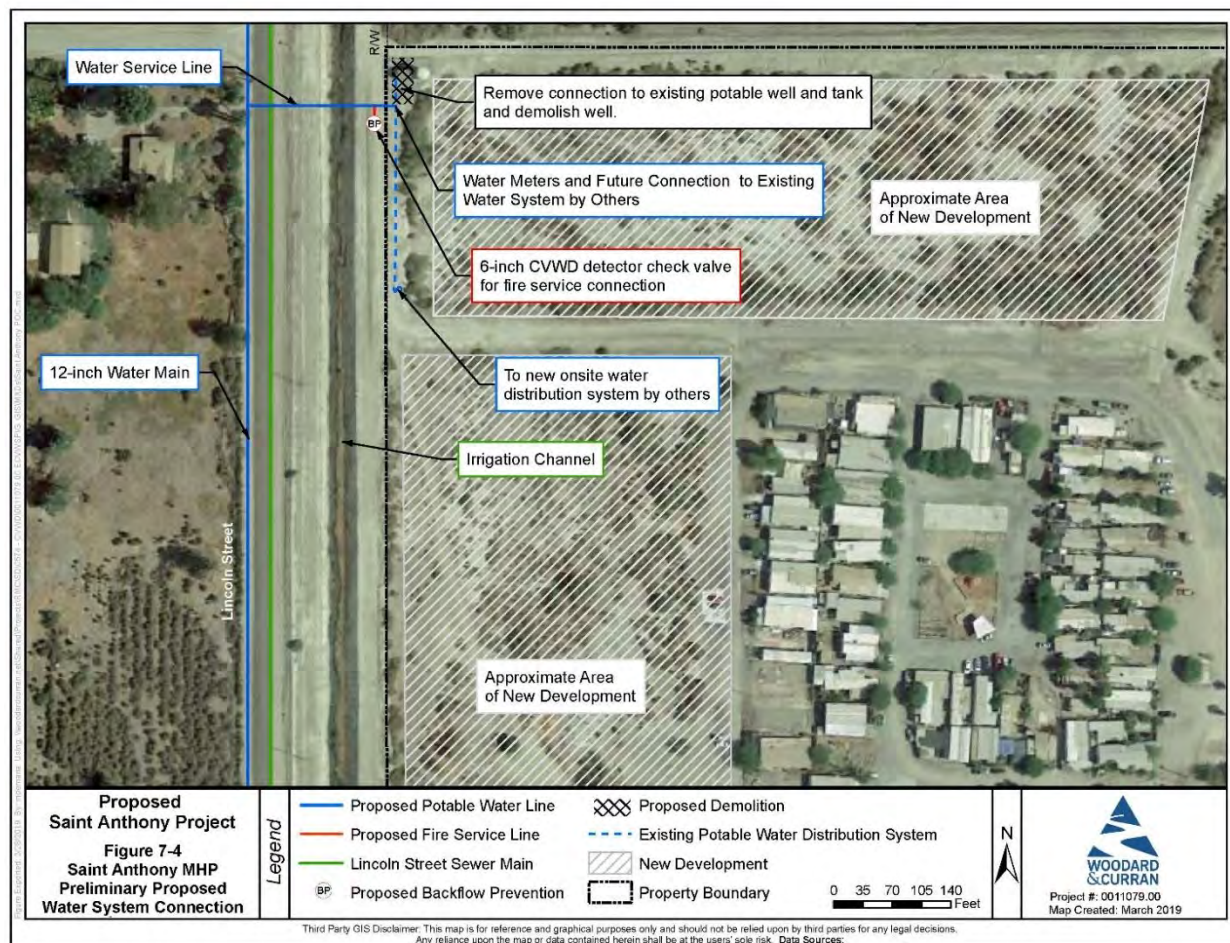 R/W
Water Service Line
Remove connection to existing potable well and tank
and demolish well.
BP
Water Meters and Future Connection to Existing
Water System by Others
Approximate Area
of New Development
6-inch CVWD detector check valve
for fire service connection
12-inch Water Main
To new onsite water
distribution system by others
Irrigation Channel
Lincoln Street
Approximate Area
of New Development
Proposed
Saint Anthony Project
Figure 7-4
Saint Anthony MHP
Preliminary Proposed
Water System Connection
Legend
Proposed Potable Water Line
Proposed Fire Service Line
Lincoln Street Sewer Main
BP Proposed Backflow Prevention
Proposed Demolition
Existing Potable Water Distribution System
New Development
Property Boundary
N
0 35 70 105 140
Feet
WOODARD
&CURRAN
Project #: 0011079.00
Map Created: March 2019
Third Party GIS Disclaimer: This map is for reference and graphical purposes only and should not be relied upon by third parties for any legal decisions.
Any reliance upon the map or data contained herein shall be at the users' sole risk. Data Sources: